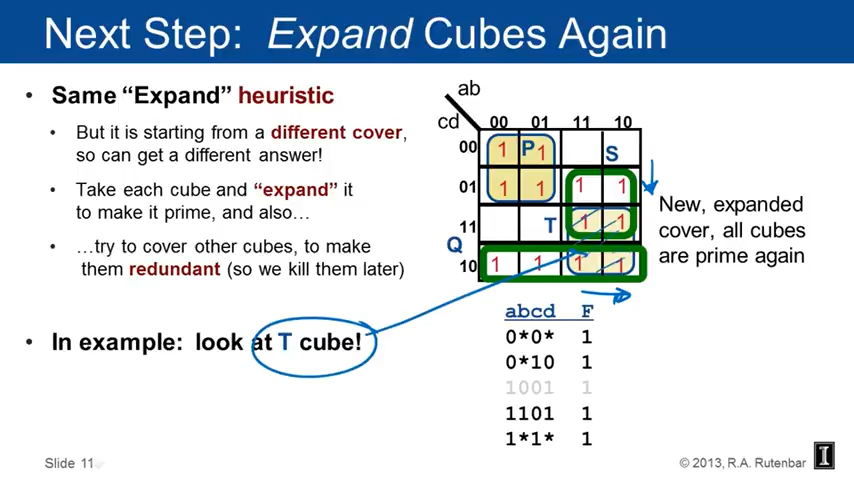 Next Step: Expand Cubes Again
• Same “Expand” heuristic
• But it is starting from a different cover,
so can get a different answer!
• Take each cube and “expand” it
to make it prime, and also…
• …try to cover other cubes, to make
them redundant (so we kill them later)
• In example: look at T cube!
ab
cd 00 01 11 10
00 1 P 1 S
01 1 1 1 1
11 T 1 1
Q
10 1 1 1 1
New, expanded
cover, all cubes
are prime again
abcd F
0*0* 1
0*10 1
1001 1
1101 1
1*1* 1
Slide 11
© 2013, R.A. Rutenbar I